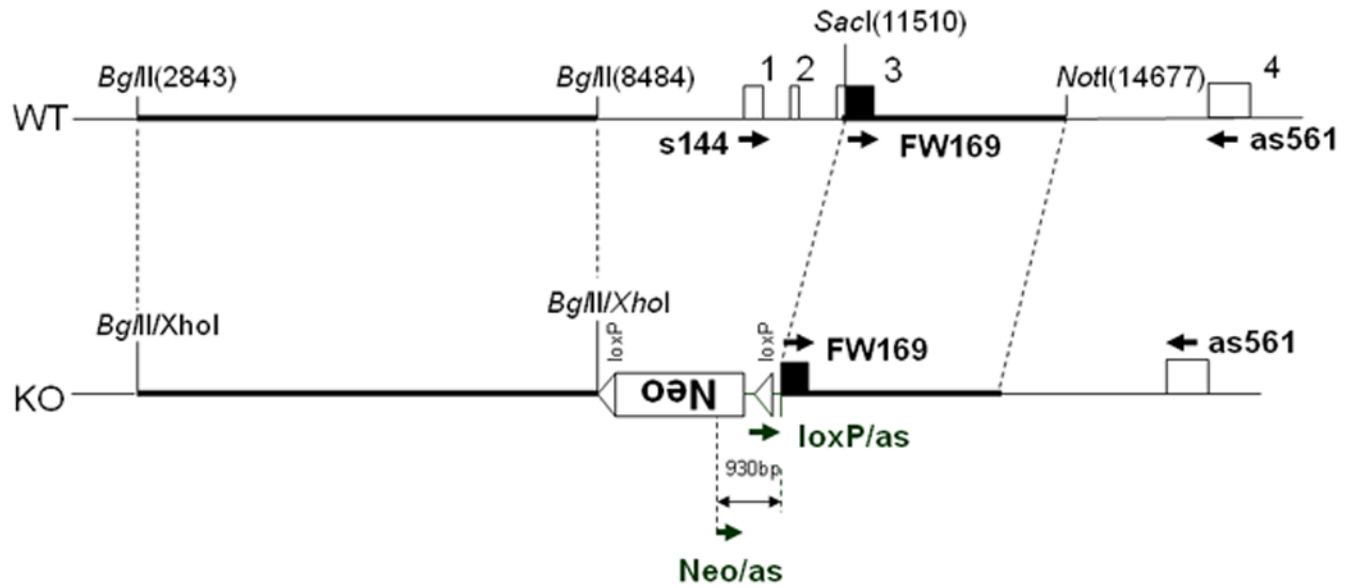 SacI(11510)
BglII(2843)
BglII(8484)
1
2
3
NotI(14677)
4
WT
s144
FW169
as561
BglII/XhoI
BglII/XhoI
loxP
loxP
FW169
as561
KO
Neo
loxP/as
930bp
Neo/as